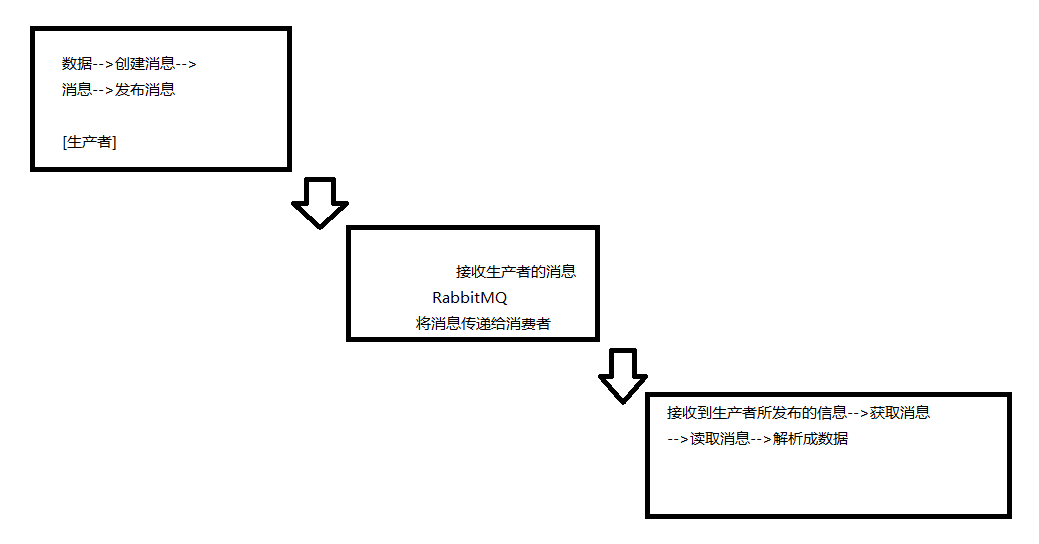 数据-->创建消息-->
消息-->发布消息
[生产者]
接收生产者的消息
RabbitMQ
将消息传递给消费者
接收到生产者所发布的信息-->获取消息
-->读取消息-->解析成数据